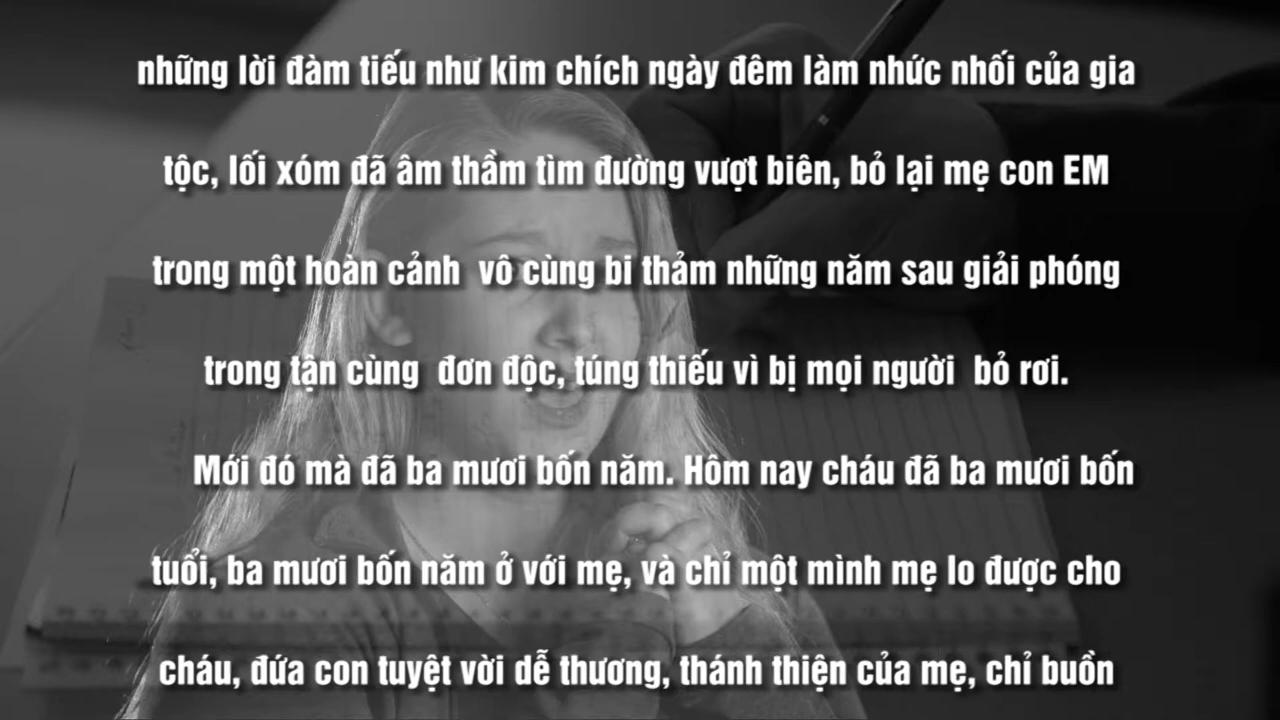 những lời đàm tiếu như kim chích ngày đêm làm nhức nhối của gia
tộc, lối xóm đã âm thầm tìm đường vượt biên, bỏ lại mẹ con EM
trong một hoàn cảnh vô cùng bi thảm những năm sau giải phóng
trong tận cùng đơn độc, túng thiếu vì bị mọi người bỏ rơi.
Mới đó mà đã ba mươi bốn năm. Hôm nay cháu đã ba mươi bốn
tuổi, ba mươi bốn năm ở với mẹ, và chỉ một mình mẹ lo được cho
cháu, đứa con tuyệt vời dễ thương, thánh thiện của mẹ, chỉ buồn